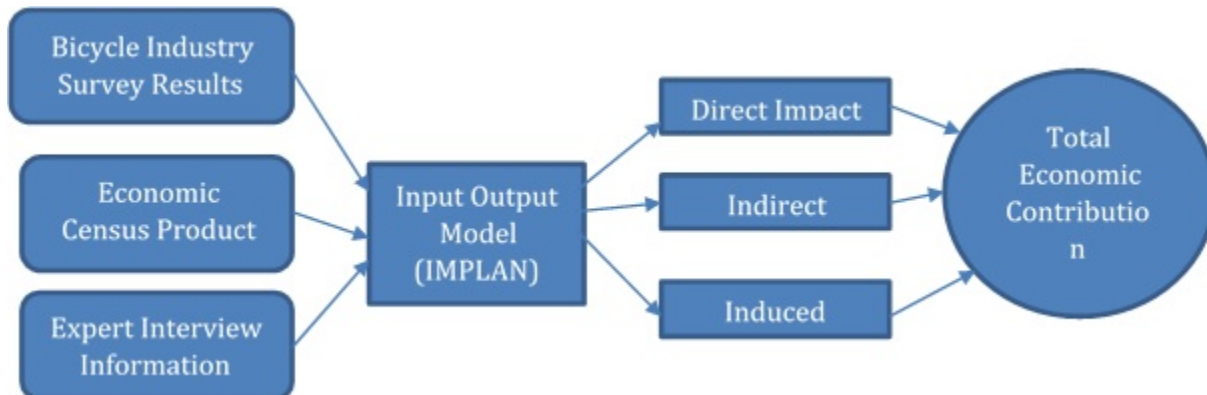 Bicycle Industry
Survey Results
Economic
Census Product
Expert Interview
Information
Input Output
Model
(IMPLAN)
Direct Impact
Indirect
Induced
Total
Economic
Contributio
n